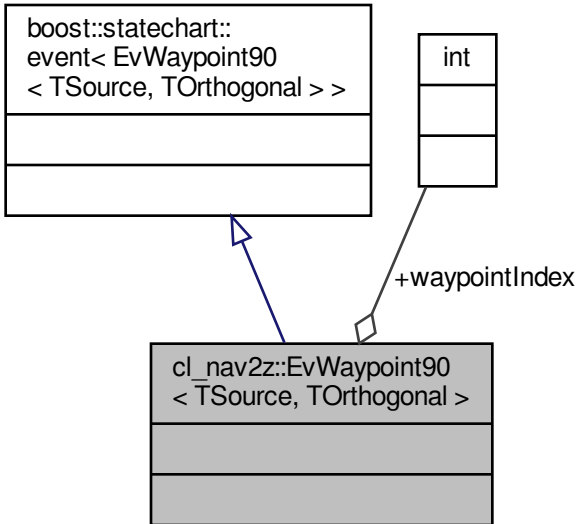 boost::statechart::
event< EvWaypoint90
< TSource, TOrthogonal > >
int
+waypointIndex
cl_nav2z::EvWaypoint90
< TSource, TOrthogonal >